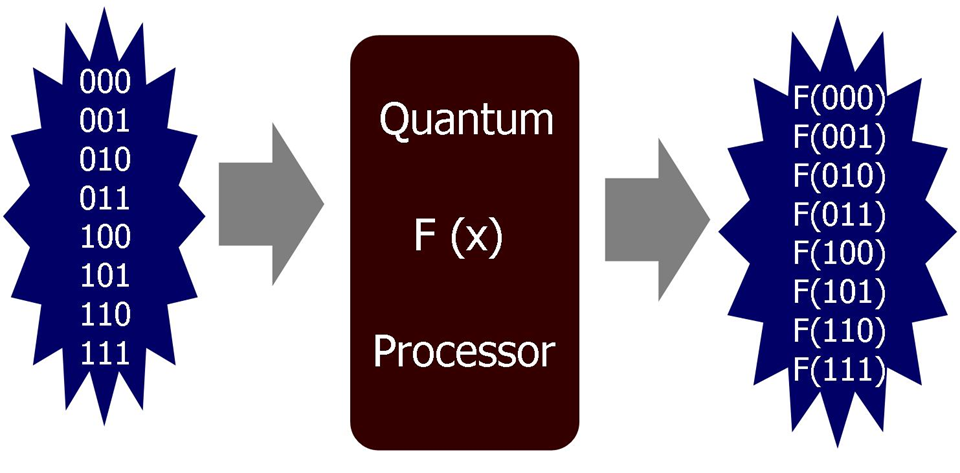 000
001
010
011
100
101
110
111
Quantum
F (x)
Processor
F(000)
F(001)
F(010)
F(011)
F(100)
F(101)
F(110)
F(111)